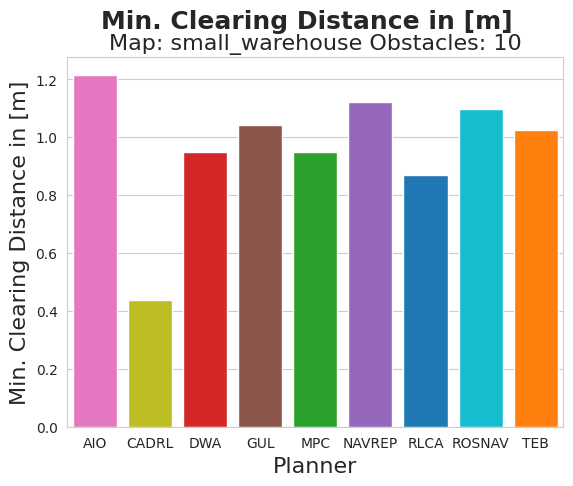 Min. Clearing Distance in [m]
Map: small_warehouse Obstacles: 10
Min. Clearing Distance in [m]
1.2
1.0
0.8
0.6
0.4
0.2
0.0
AIO CADRL DWA GUL MPC NAVREP RLCA ROSNAV TEB
Planner